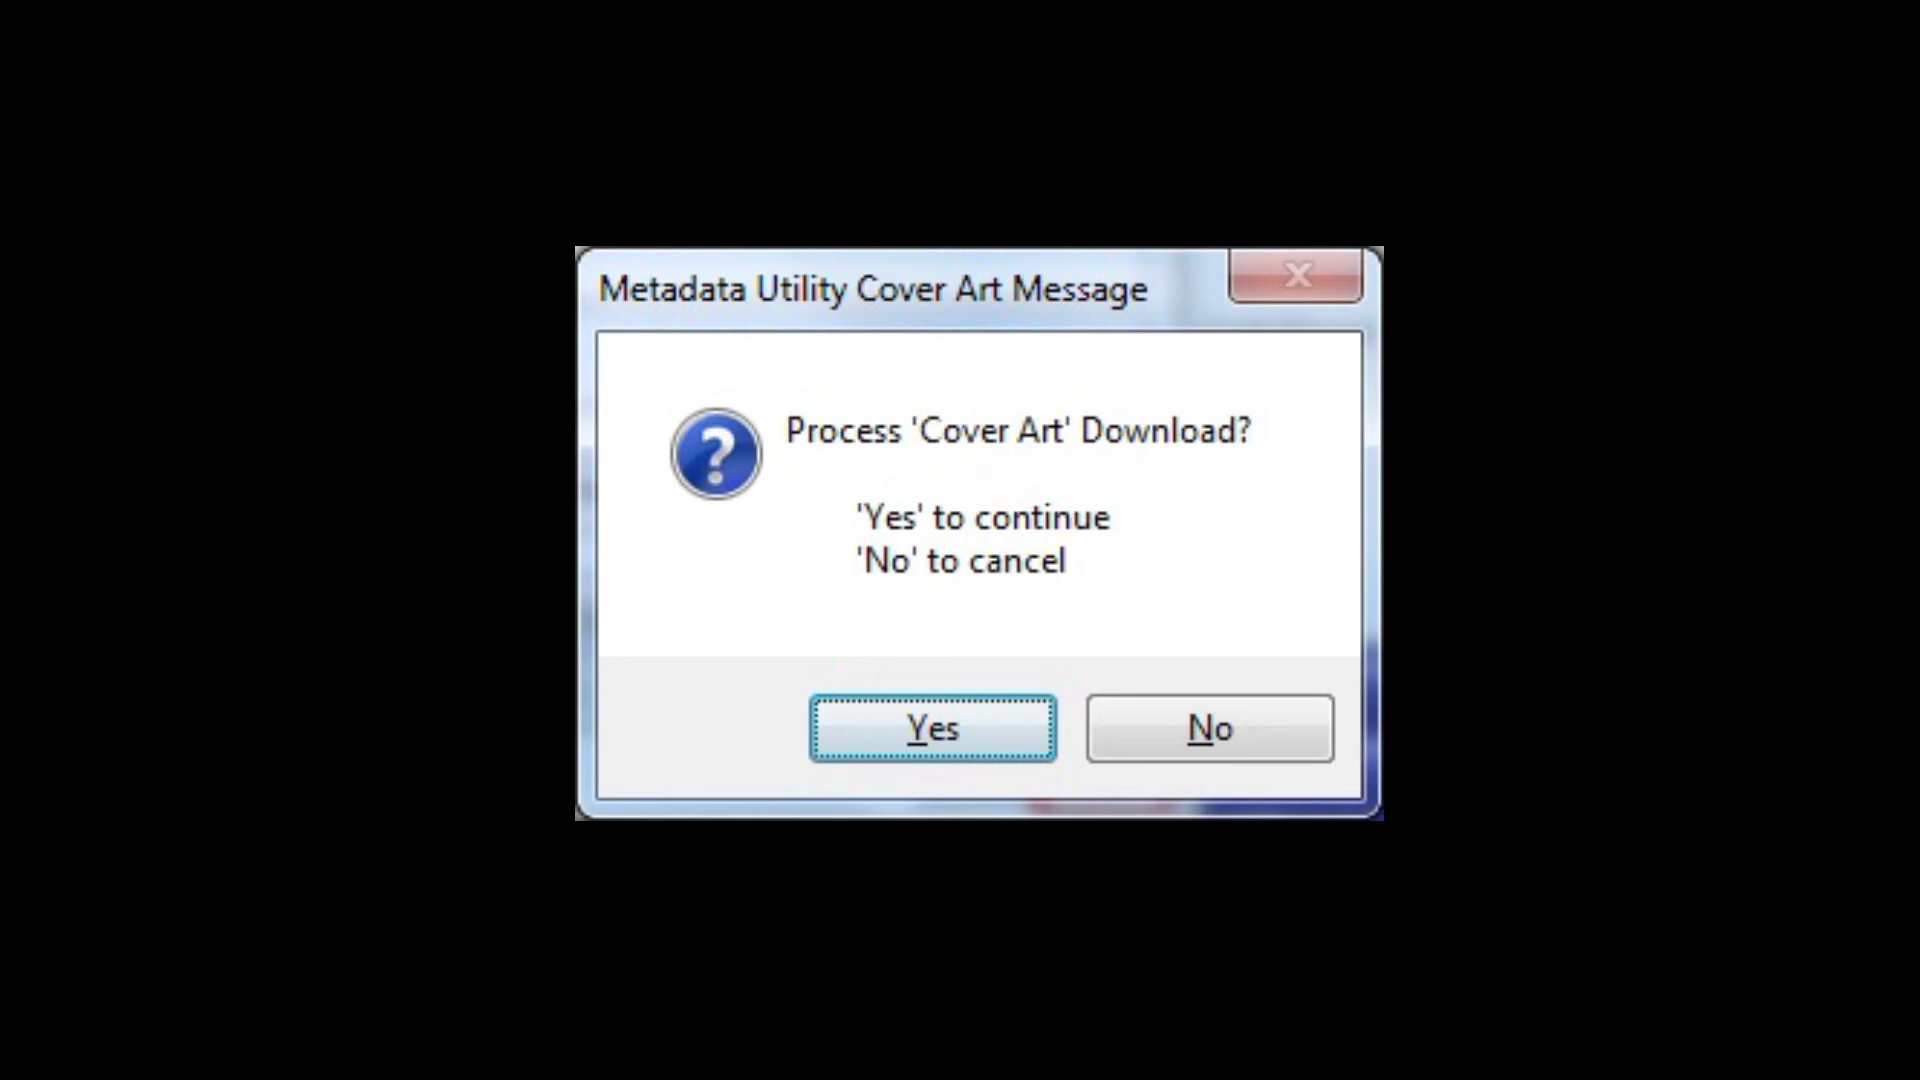 Metadata Utility Cover Art Message
Process 'Cover Art' Download?
'Yes' to continue
'No' to cancel
Yes
No